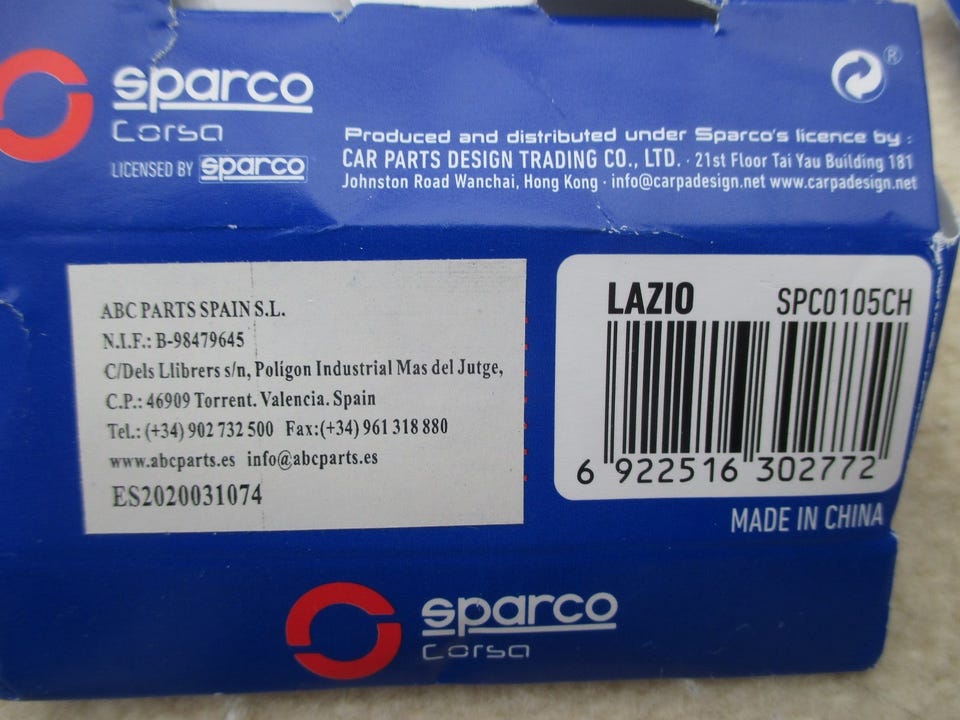 sparco
Corsa
LICENSED BY sparco
®
Produced and distributed under Sparco's licence by :
CAR PARTS DESIGN TRADING CO., LTD. · 21st Floor Tai Yau Building 181
Johnston Road Wanchai, Hong Kong · info@carpadesign.net www.carpadesign.net
ABC PARTS SPAIN S.L.
N.I.F.: B-98479645
C/Dels Llibrers s/n, Polígon Industrial Mas del Jutge,
C.P.: 46909 Torrent. Valencia. Spain
Tel.: (+34) 902 732 500 Fax:(+34) 961 318 880
www.abcparts.es info@abcparts.es
ES2020031074
LAZIO SPC0105CH
6 922516 302772
MADE IN CHINA
sparco
Corsa